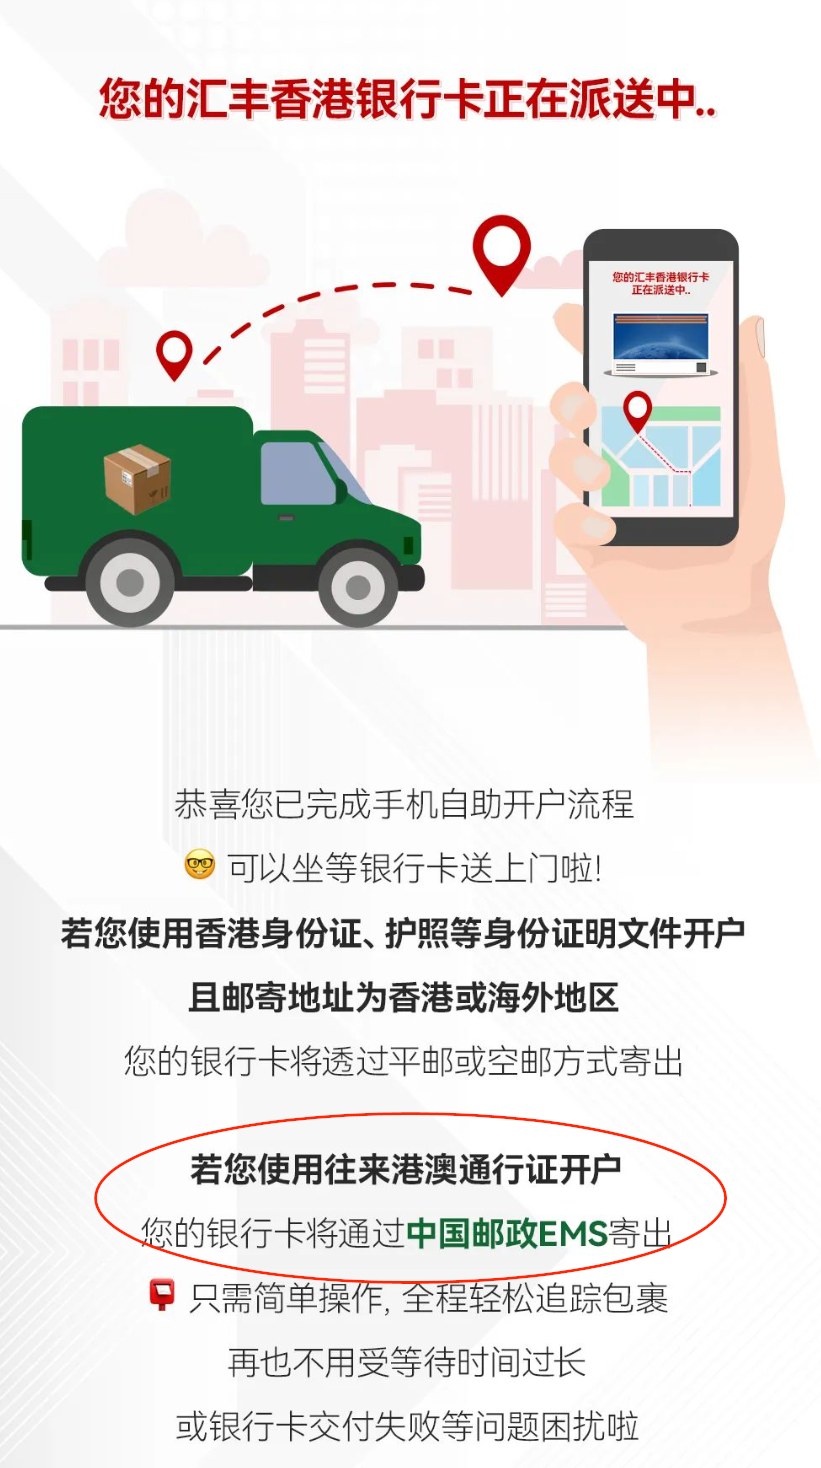 您的汇丰香港银行卡正在派送中..
您的汇丰香港银行卡
正在派送中..
恭喜您已完成手机自助开户流程
🤓 可以坐等银行卡送上门啦!
若您使用香港身份证、护照等身份证明文件开户
且邮寄地址为香港或海外地区
您的银行卡将透过平邮或空邮方式寄出
若您使用往来港澳通行证开户
您的银行卡将通过中国邮政EMS寄出
📮 只需简单操作, 全程轻松追踪包裹
再也不用受等待时间过长
或银行卡交付失败等问题困扰啦